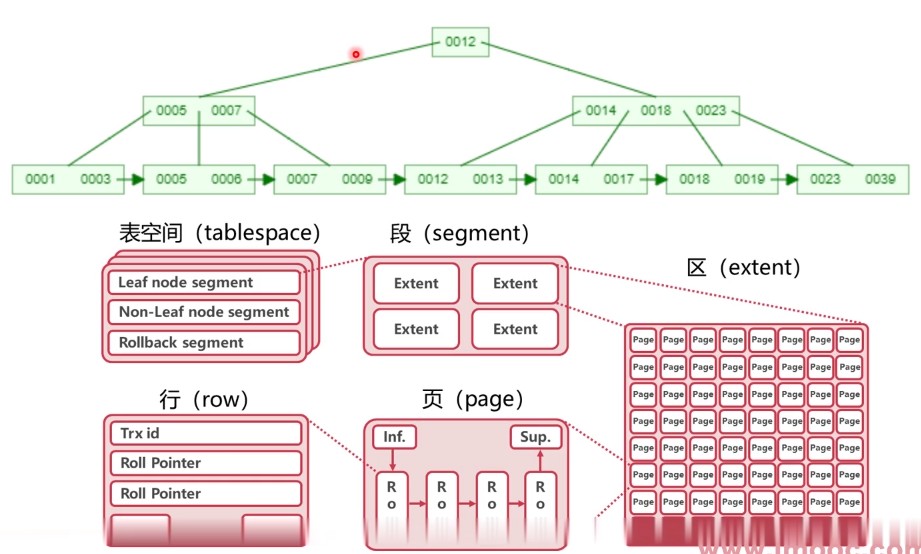 0012
0005 0007
0014 0018 0023
0001 0003
0005 0006
0007 0009
0012 0013
0014 0017
0018 0019
0023 0039
表空间（tablespace）
Leaf node segment
Non-Leaf node segment
Rollback segment
段（segment）
Extent Extent
Extent Extent
区（extent）
Page Page Page Page Page Page Page Page
Page Page Page Page Page Page Page Page
Page Page Page Page Page Page Page Page
Page Page Page Page Page Page Page Page
Page Page Page Page Page Page Page Page
Page Page Page Page Page Page Page Page
Page Page Page Page Page Page Page Page
行（row）
Trx id
Roll Pointer
Roll Pointer
页（page）
Inf. Sup.
R R R R
o o o o